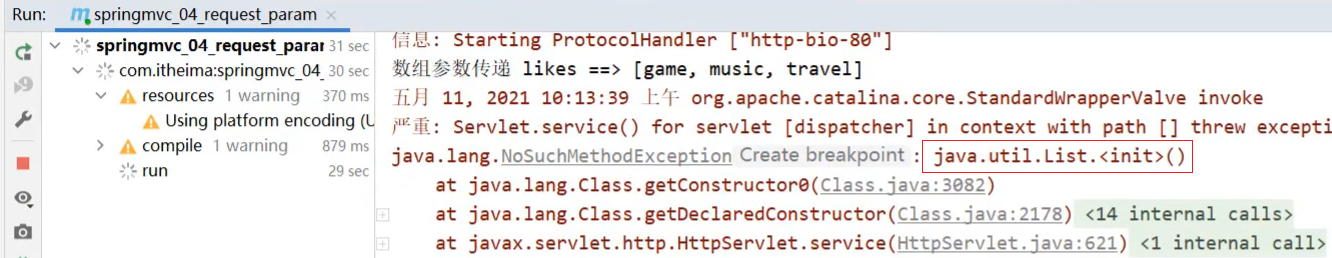 Run: springmvc_04_request_param ×
springmvc_04_request_param 31 sec
com.itheima:springmvc_04_ 30 sec
resources 1 warning 370 ms
Using platform encoding (U
compile 2 warnings 879 ms
run 29 sec
信息: Starting ProtocolHandler ["http-bio-80"]
数组参数传递 likes ==> [game, music, travel]
五月 11, 2021 10:13:39 上午 org.apache.catalina.core.StandardWrapperValve invoke
严重: Servlet.service() for servlet [dispatcher] in context with path [] threw excepti
java.lang.NoSuchMethodException Create breakpoint : java.util.List.<init>()
at java.lang.Class.getConstructor0(Class.java:3082)
at java.lang.Class.getDeclaredConstructor(Class.java:2178) <14 internal calls>
at javax.servlet.http.HttpServlet.service(HttpServlet.java:621) <1 internal call>